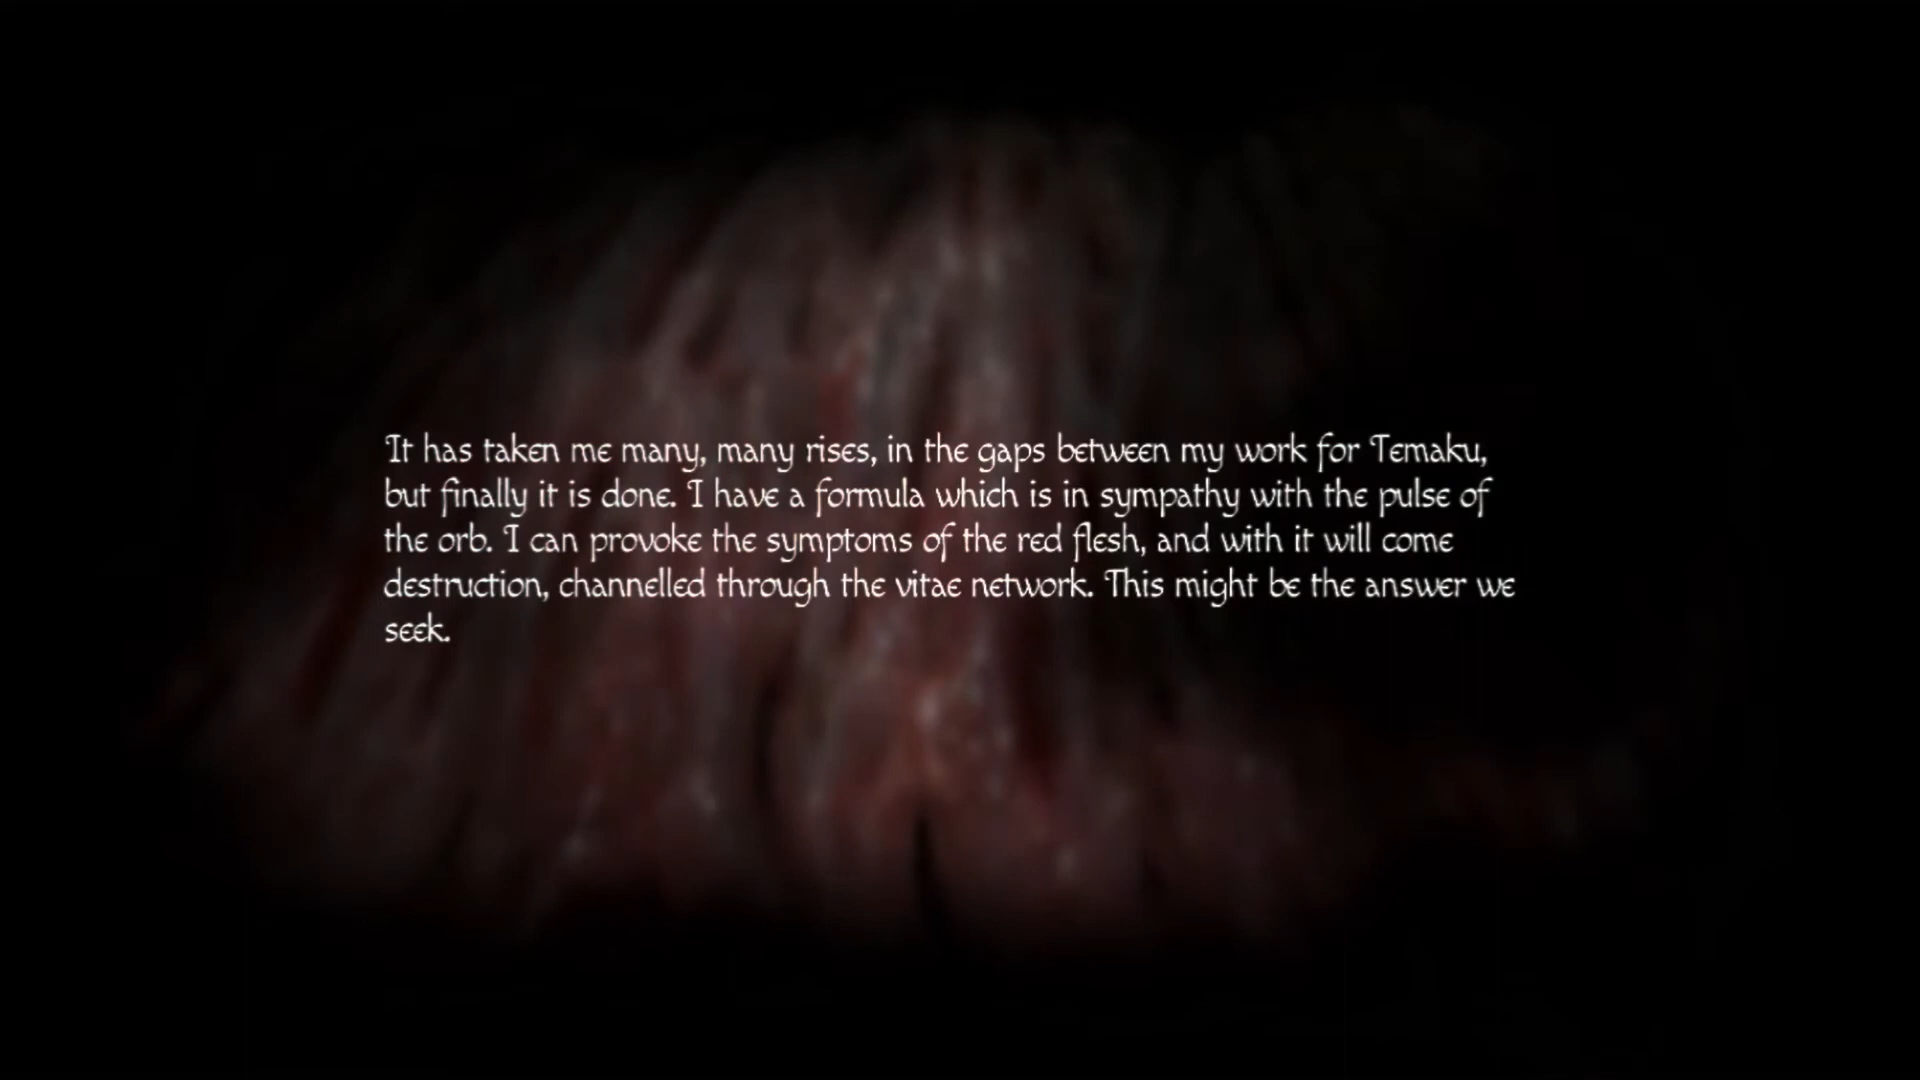 It has taken me many, many rises, in the gaps between my work for Temaku,
but finally it is done. I have a formula which is in sympathy with the pulse of
the orb. I can provoke the symptoms of the red flesh, and with it will come
destruction, channelled through the vitae network. This might be the answer we
seek.